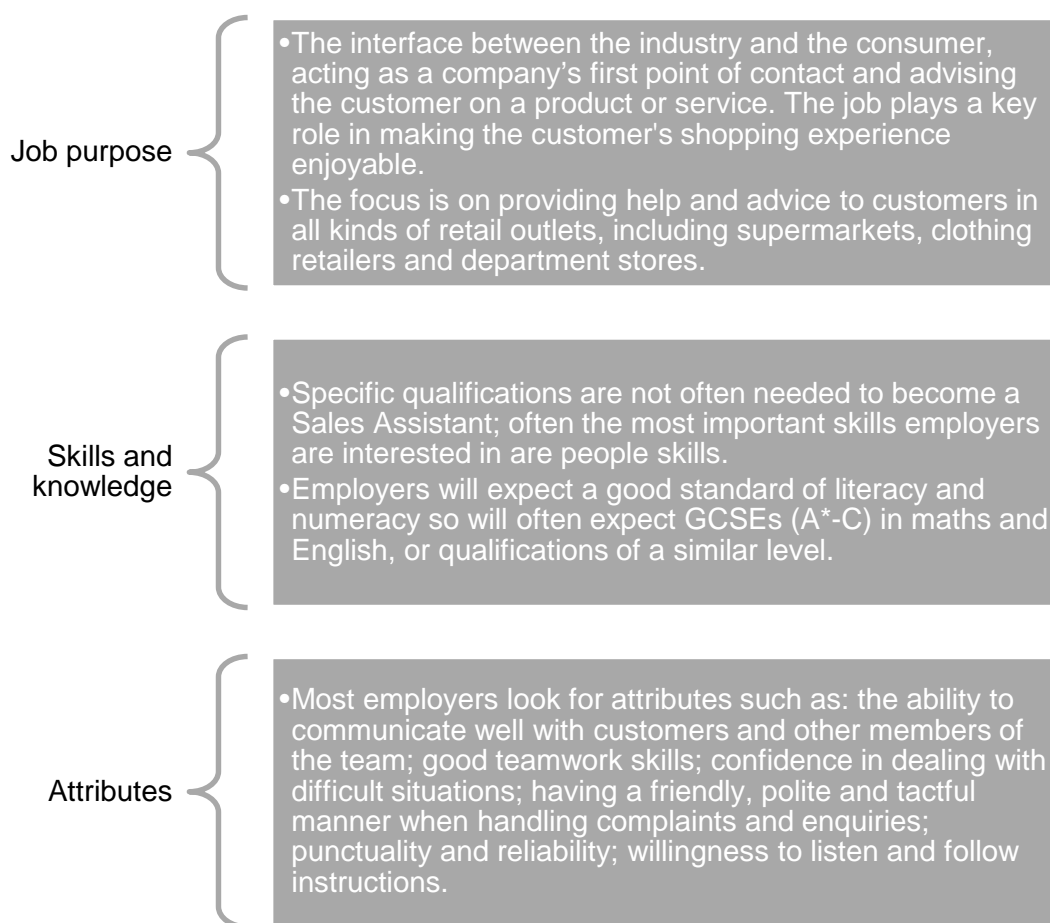 Job purpose
•The interface between the industry and the consumer,
acting as a company’s first point of contact and advising
the customer on a product or service. The job plays a key
role in making the customer's shopping experience
enjoyable.
•The focus is on providing help and advice to customers in
all kinds of retail outlets, including supermarkets, clothing
retailers and department stores.
Skills and
knowledge
•Specific qualifications are not often needed to become a
Sales Assistant; often the most important skills employers
are interested in are people skills.
•Employers will expect a good standard of literacy and
numeracy so will often expect GCSEs (A*-C) in maths and
English, or qualifications of a similar level.
Attributes
•Most employers look for attributes such as: the ability to
communicate well with customers and other members of
the team; good teamwork skills; confidence in dealing with
difficult situations; having a friendly, polite and tactful
manner when handling complaints and enquiries;
punctuality and reliability; willingness to listen and follow
instructions.